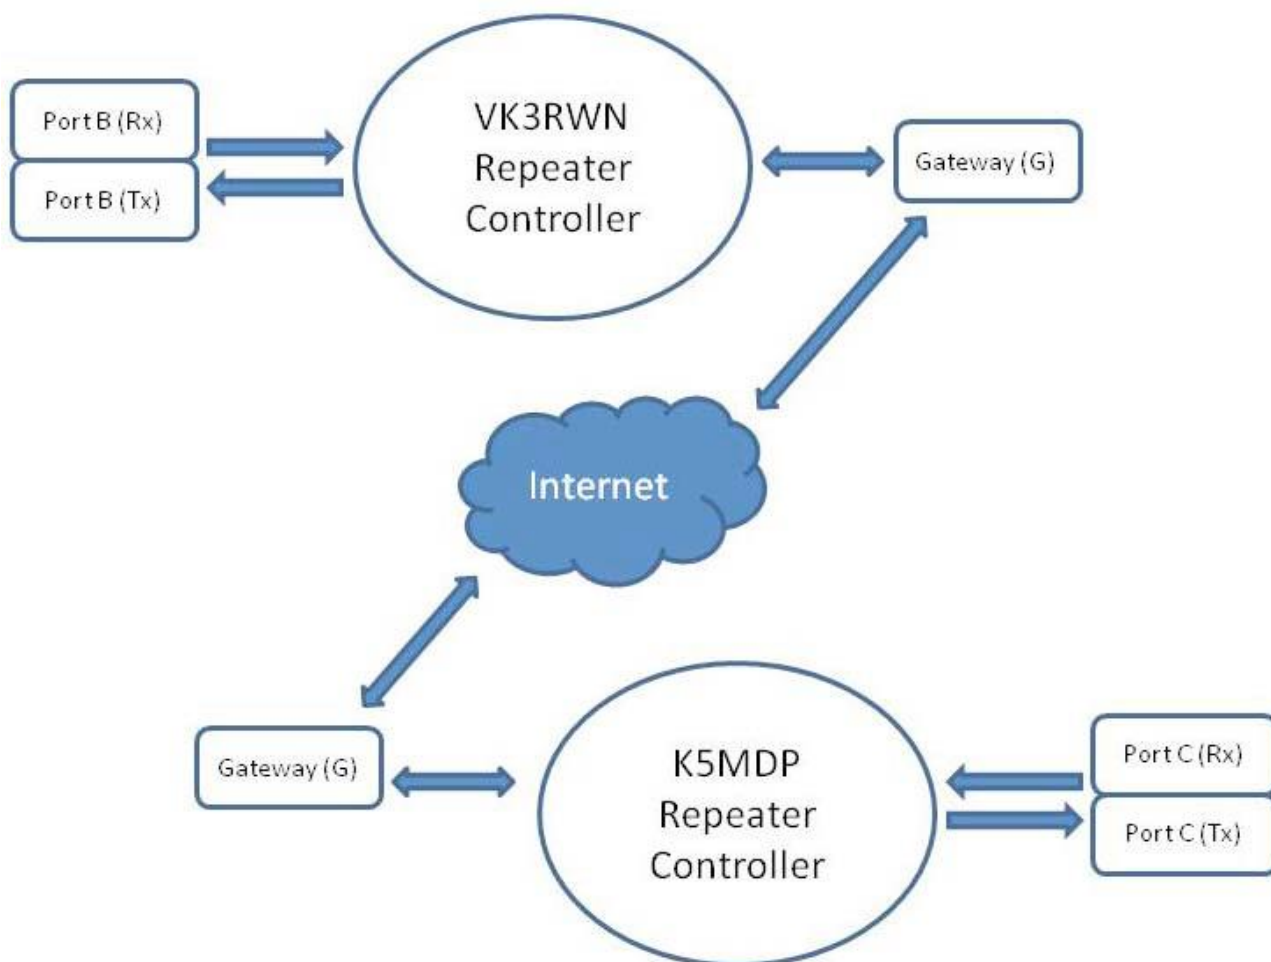 Port B (Rx)
Port B (Tx)
VK3RWN
Repeater
Controller
Gateway (G)
Internet
Gateway (G)
K5MDP
Repeater
Controller
Port C (Rx)
Port C (Tx)